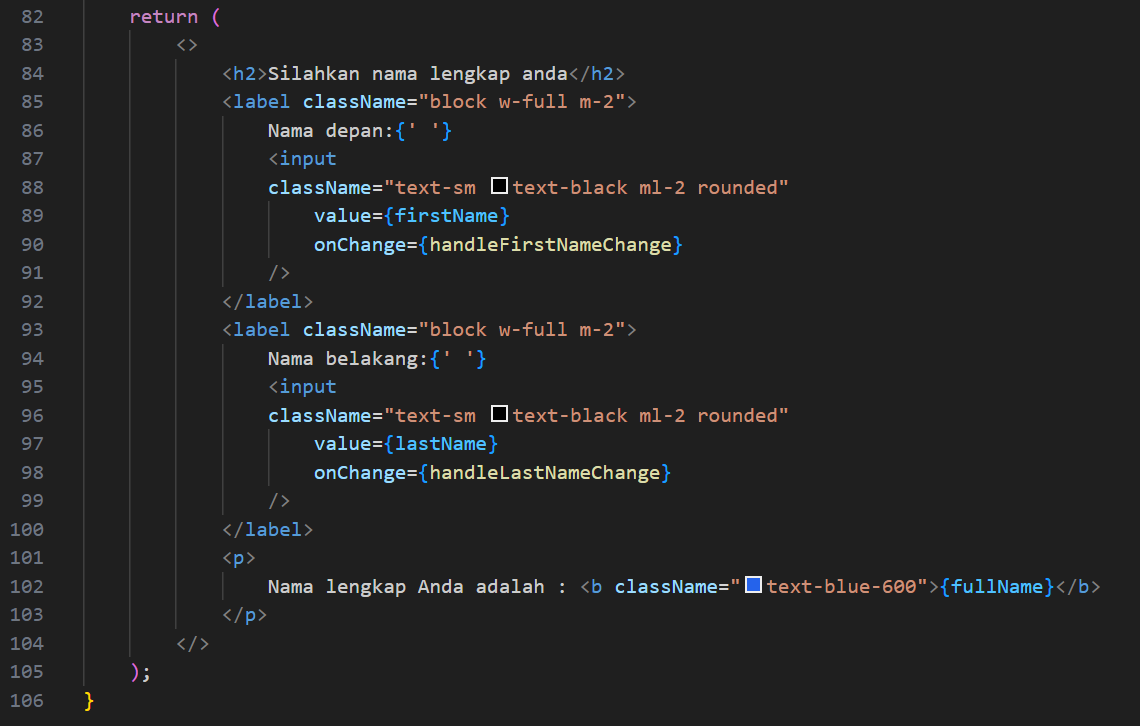 82 return (
83 <>
84 <h2>Silahkan nama lengkap anda</h2>
85 <label className="block w-full m-2">
86 Nama depan:{' '}
87 <input
88 className="text-sm text-black ml-2 rounded"
89 value={firstName}
90 onChange={handleFirstNameChange}
91 />
92 </label>
93 <label className="block w-full m-2">
94 Nama belakang:{' '}
95 <input
96 className="text-sm text-black ml-2 rounded"
97 value={lastName}
98 onChange={handleLastNameChange}
99 />
100 </label>
101 <p>
102 Nama lengkap Anda adalah : <b className="text-blue-600">{fullName}</b>
103 </p>
104 </>
105 );
106 }